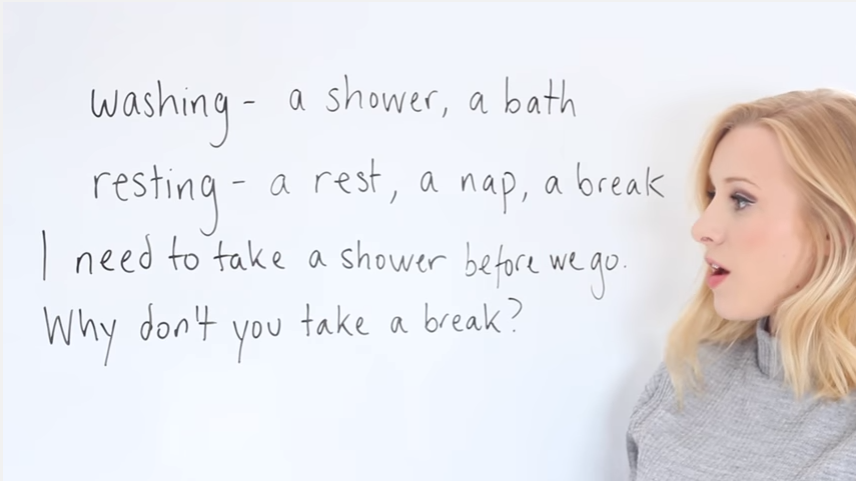 washing - a shower, a bath
resting - a rest, a nap, a break
I need to take a shower before we go.
Why don't you take a break?